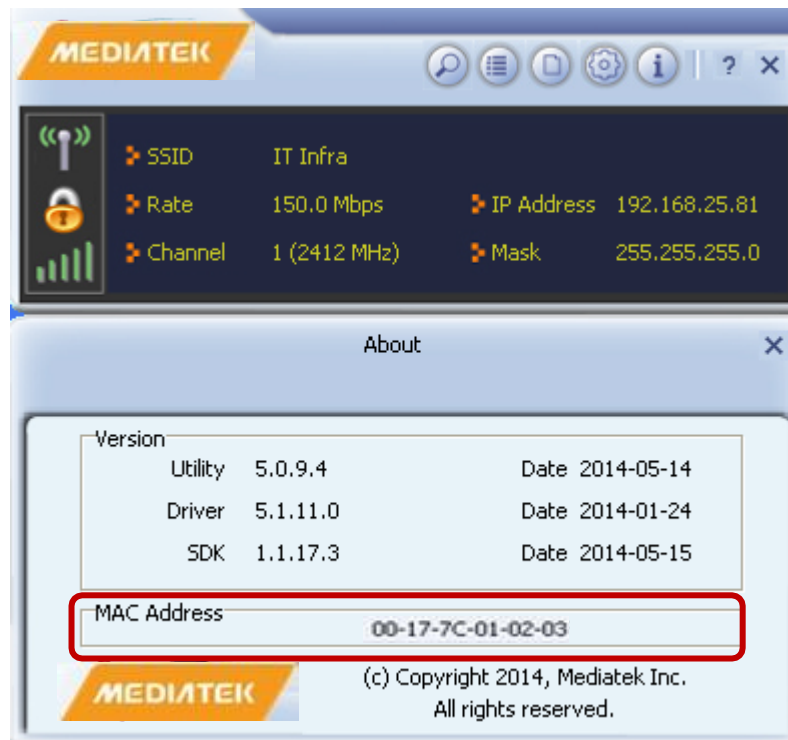 MEDIATEK
? ×
SSID IT Infra
Rate 150.0 Mbps IP Address 192.168.25.81
Channel 1 (2412 MHz) Mask 255.255.255.0
About ×
Version
Utility 5.0.9.4 Date 2014-05-14
Driver 5.1.11.0 Date 2014-01-24
SDK 1.1.17.3 Date 2014-05-15
MAC Address
00-17-7C-01-02-03
MEDIATEK
(c) Copyright 2014, Mediatek Inc.
All rights reserved.